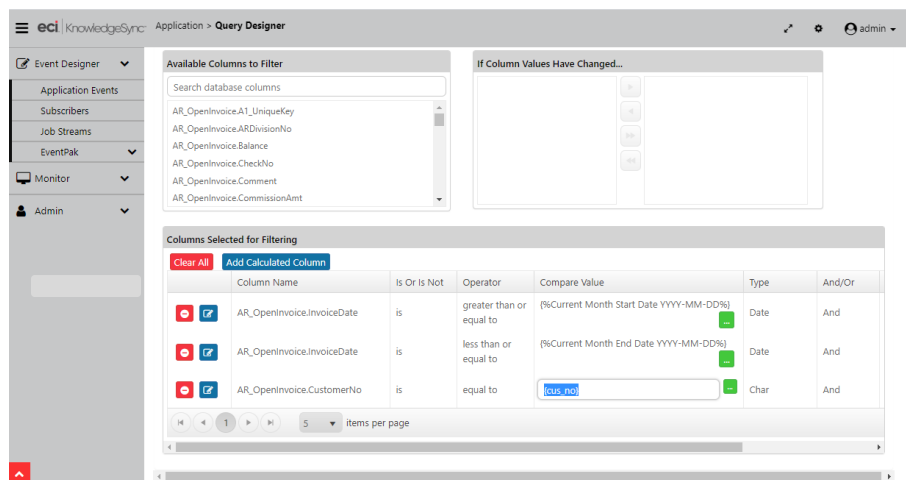 eci KnowledgeSync
Application > Query Designer
admin
Event Designer
Application Events
Subscribers
Job Streams
EventPak
Monitor
Admin
Available Columns to Filter
Search database columns
AR_OpenInvoice.A1_UniqueKey
AR_OpenInvoice.ARDivisionNo
AR_OpenInvoice.Balance
AR_OpenInvoice.CheckNo
AR_OpenInvoice.Comment
AR_OpenInvoice.CommissionAmt
If Column Values Have Changed...
Columns Selected for Filtering
Clear All Add Calculated Column
Column Name Is Or Is Not Operator Compare Value Type And/Or
AR_OpenInvoice.InvoiceDate is greater than or equal to {%Current Month Start Date YYYY-MM-DD%} ... Date And
AR_OpenInvoice.InvoiceDate is less than or equal to {%Current Month End Date YYYY-MM-DD%} ... Date And
AR_OpenInvoice.CustomerNo is equal to {cus_no} ... Char And
1 5 items per page